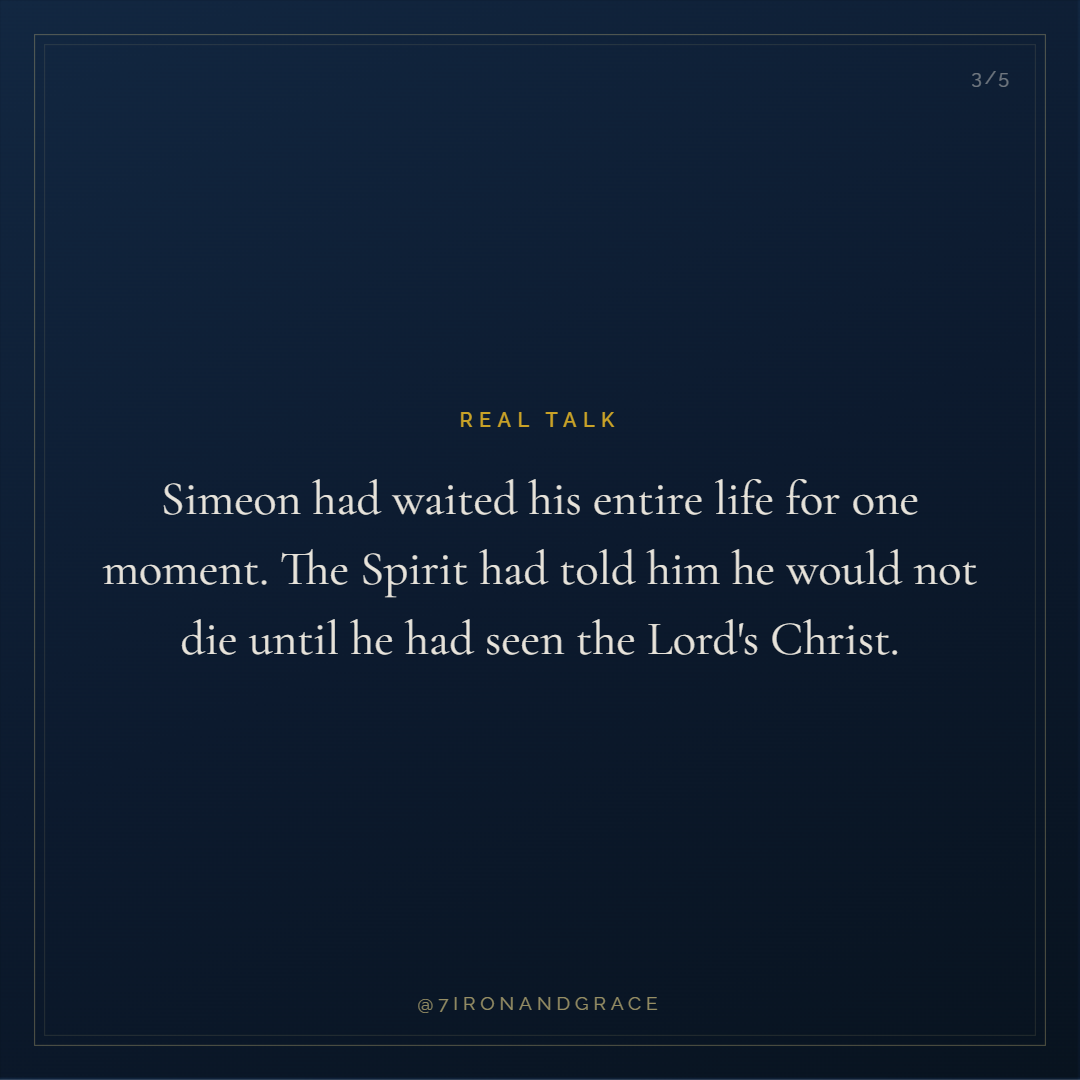 3/5
REAL TALK
Simeon had waited his entire life for one
moment. The Spirit had told him he would not
die until he had seen the Lord's Christ.
@7IRONANDGRACE